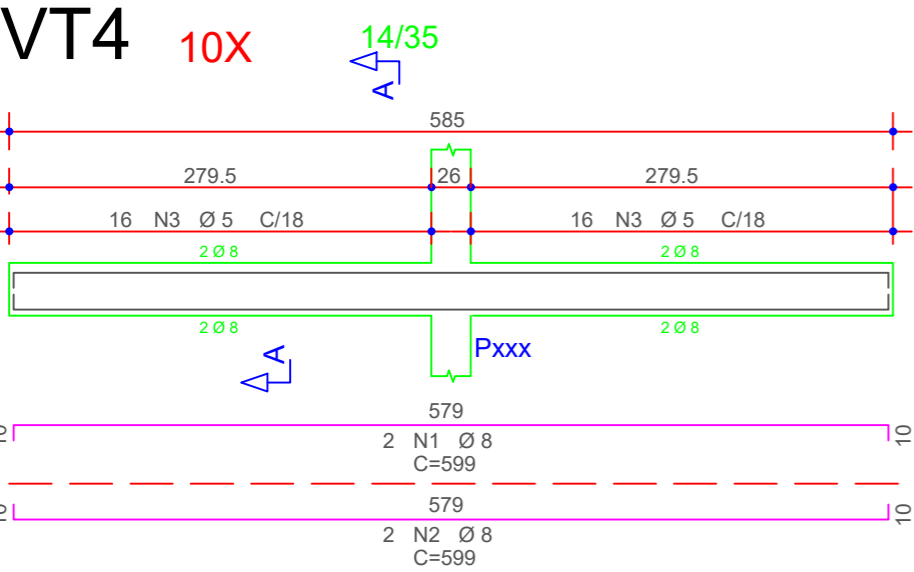 VT4 10X 14/35
A
585
279.5 26 279.5
16 N3 Ø 5 C/18 16 N3 Ø 5 C/18
2 Ø 8 2 Ø 8
2 Ø 8 2 Ø 8
A Pxxx
579
10 10
2 N1 Ø 8
C=599
579
10 10
2 N2 Ø 8
C=599